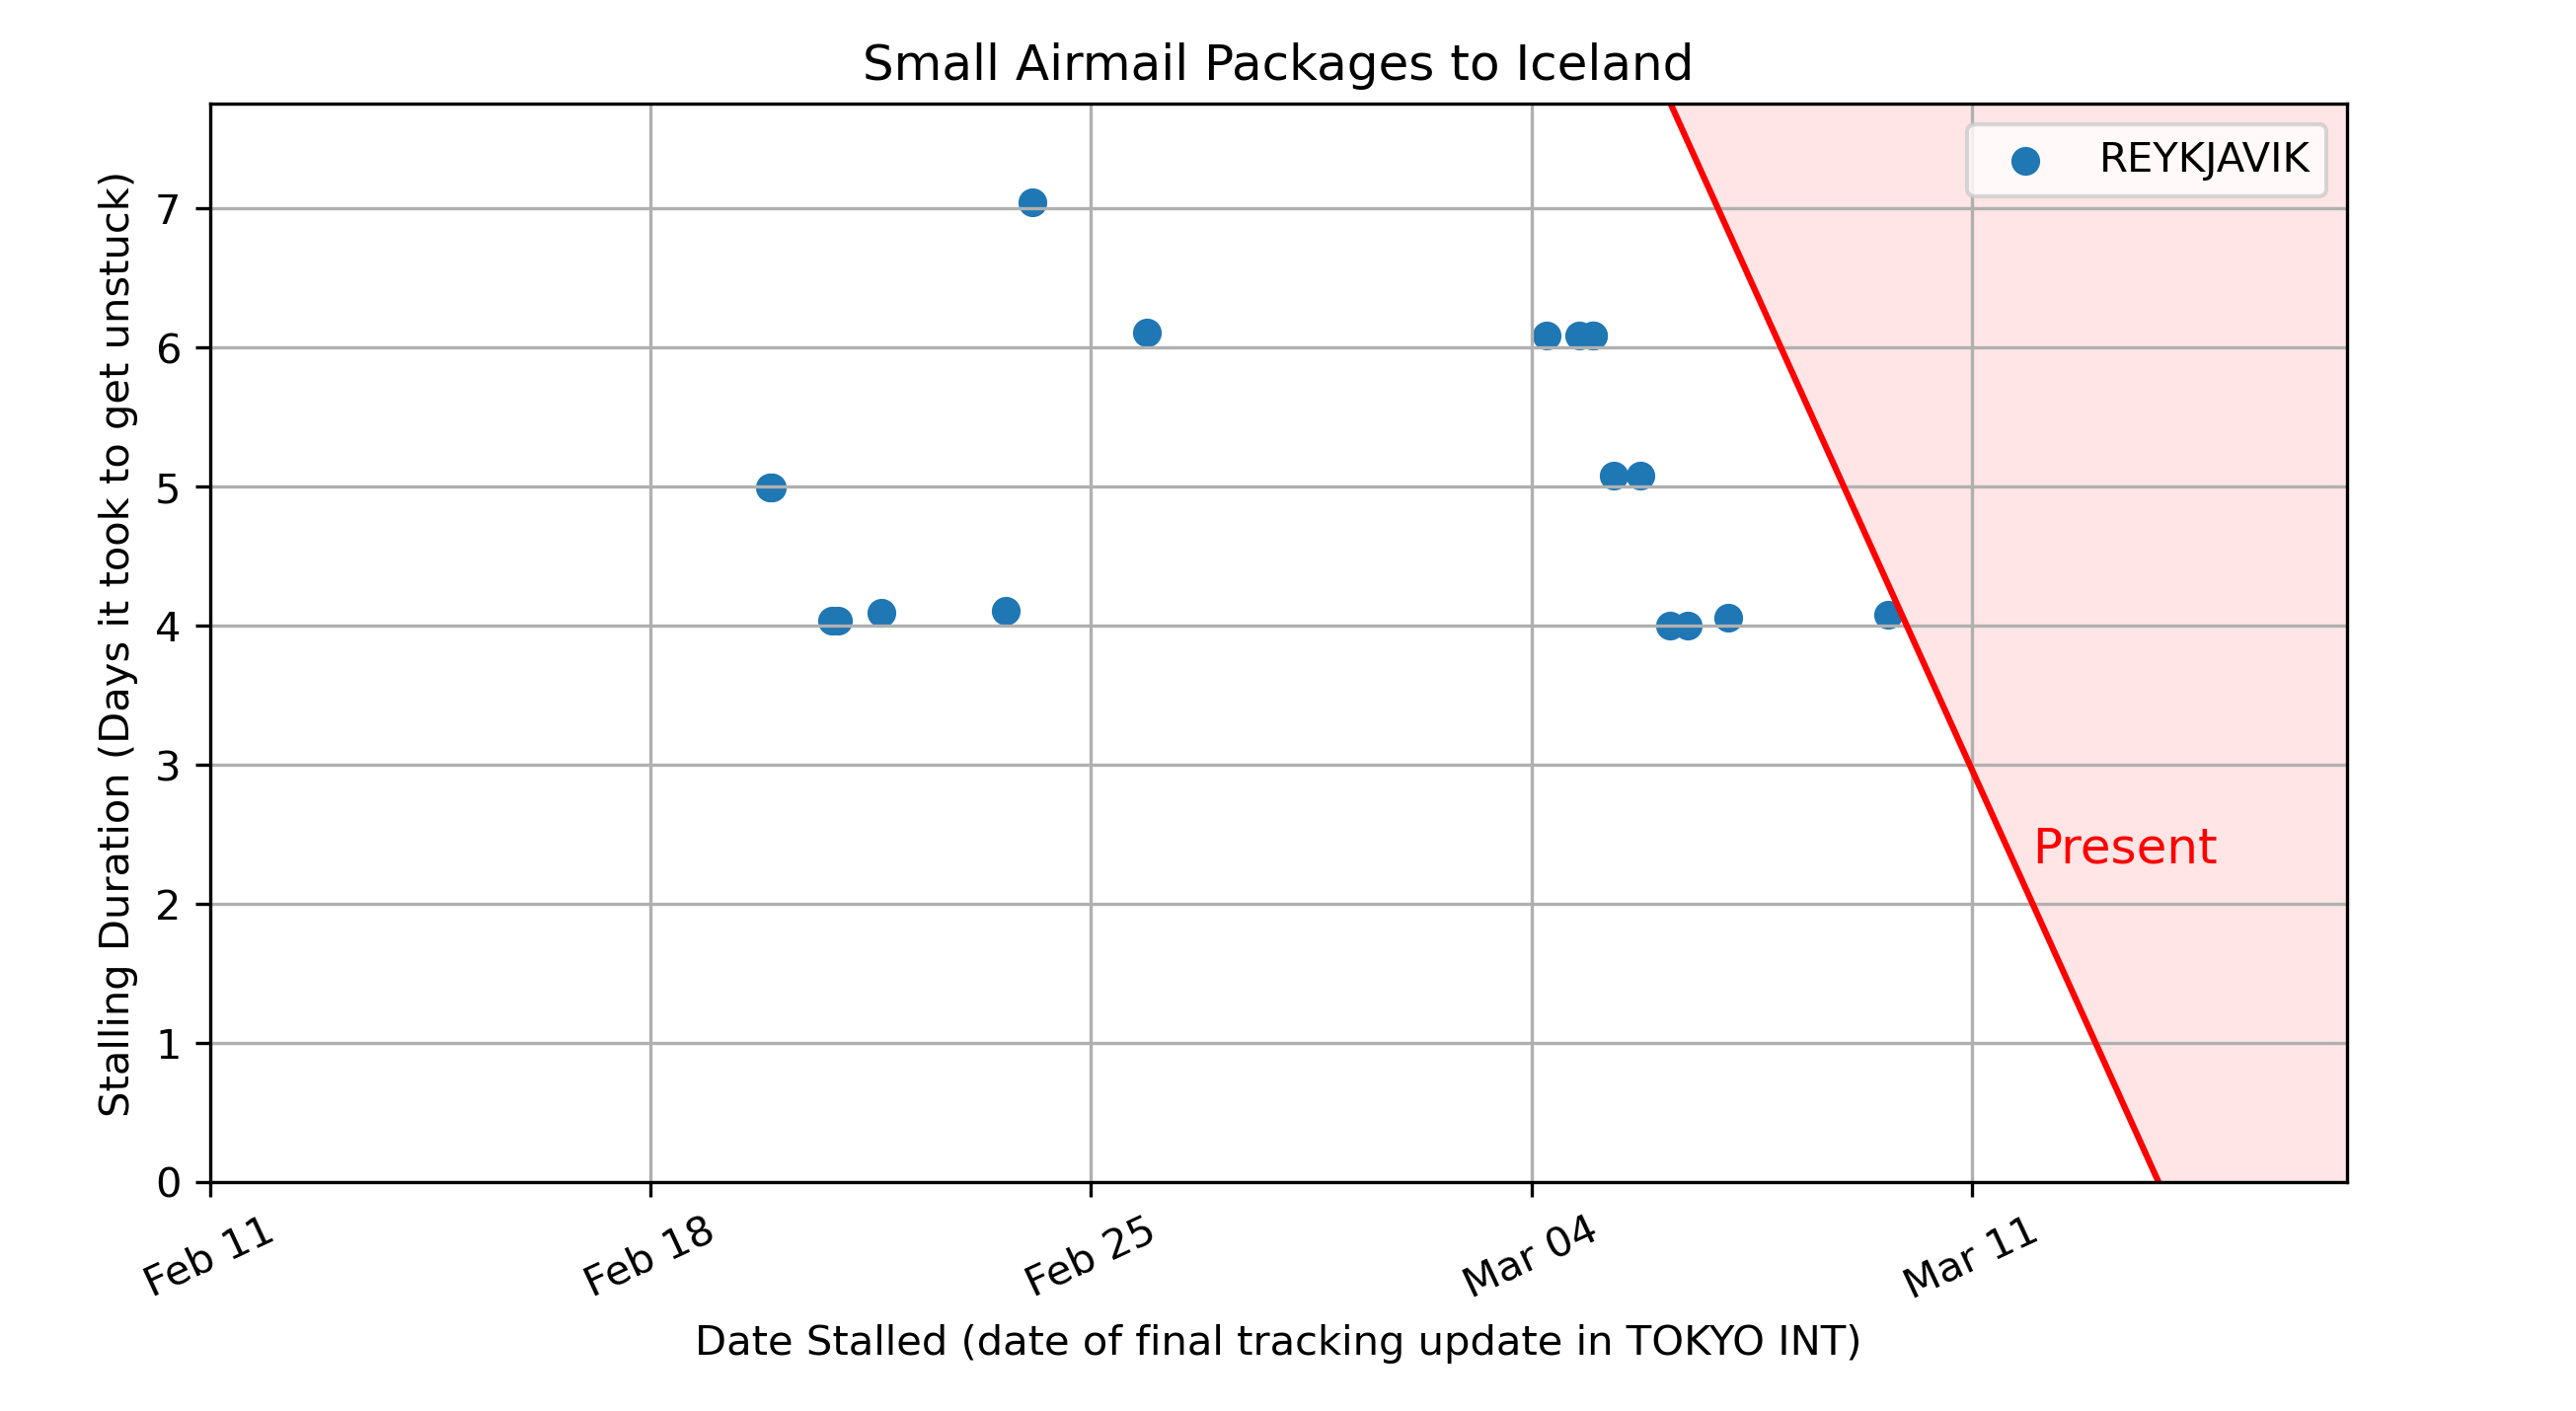 Small Airmail Packages to Iceland
REYKJAVIK
Stalling Duration (Days it took to get unstuck)
7
6
5
4
3
2
1
0
Present
Feb 11
Feb 18
Feb 25
Mar 04
Mar 11
Date Stalled (date of final tracking update in TOKYO INT)